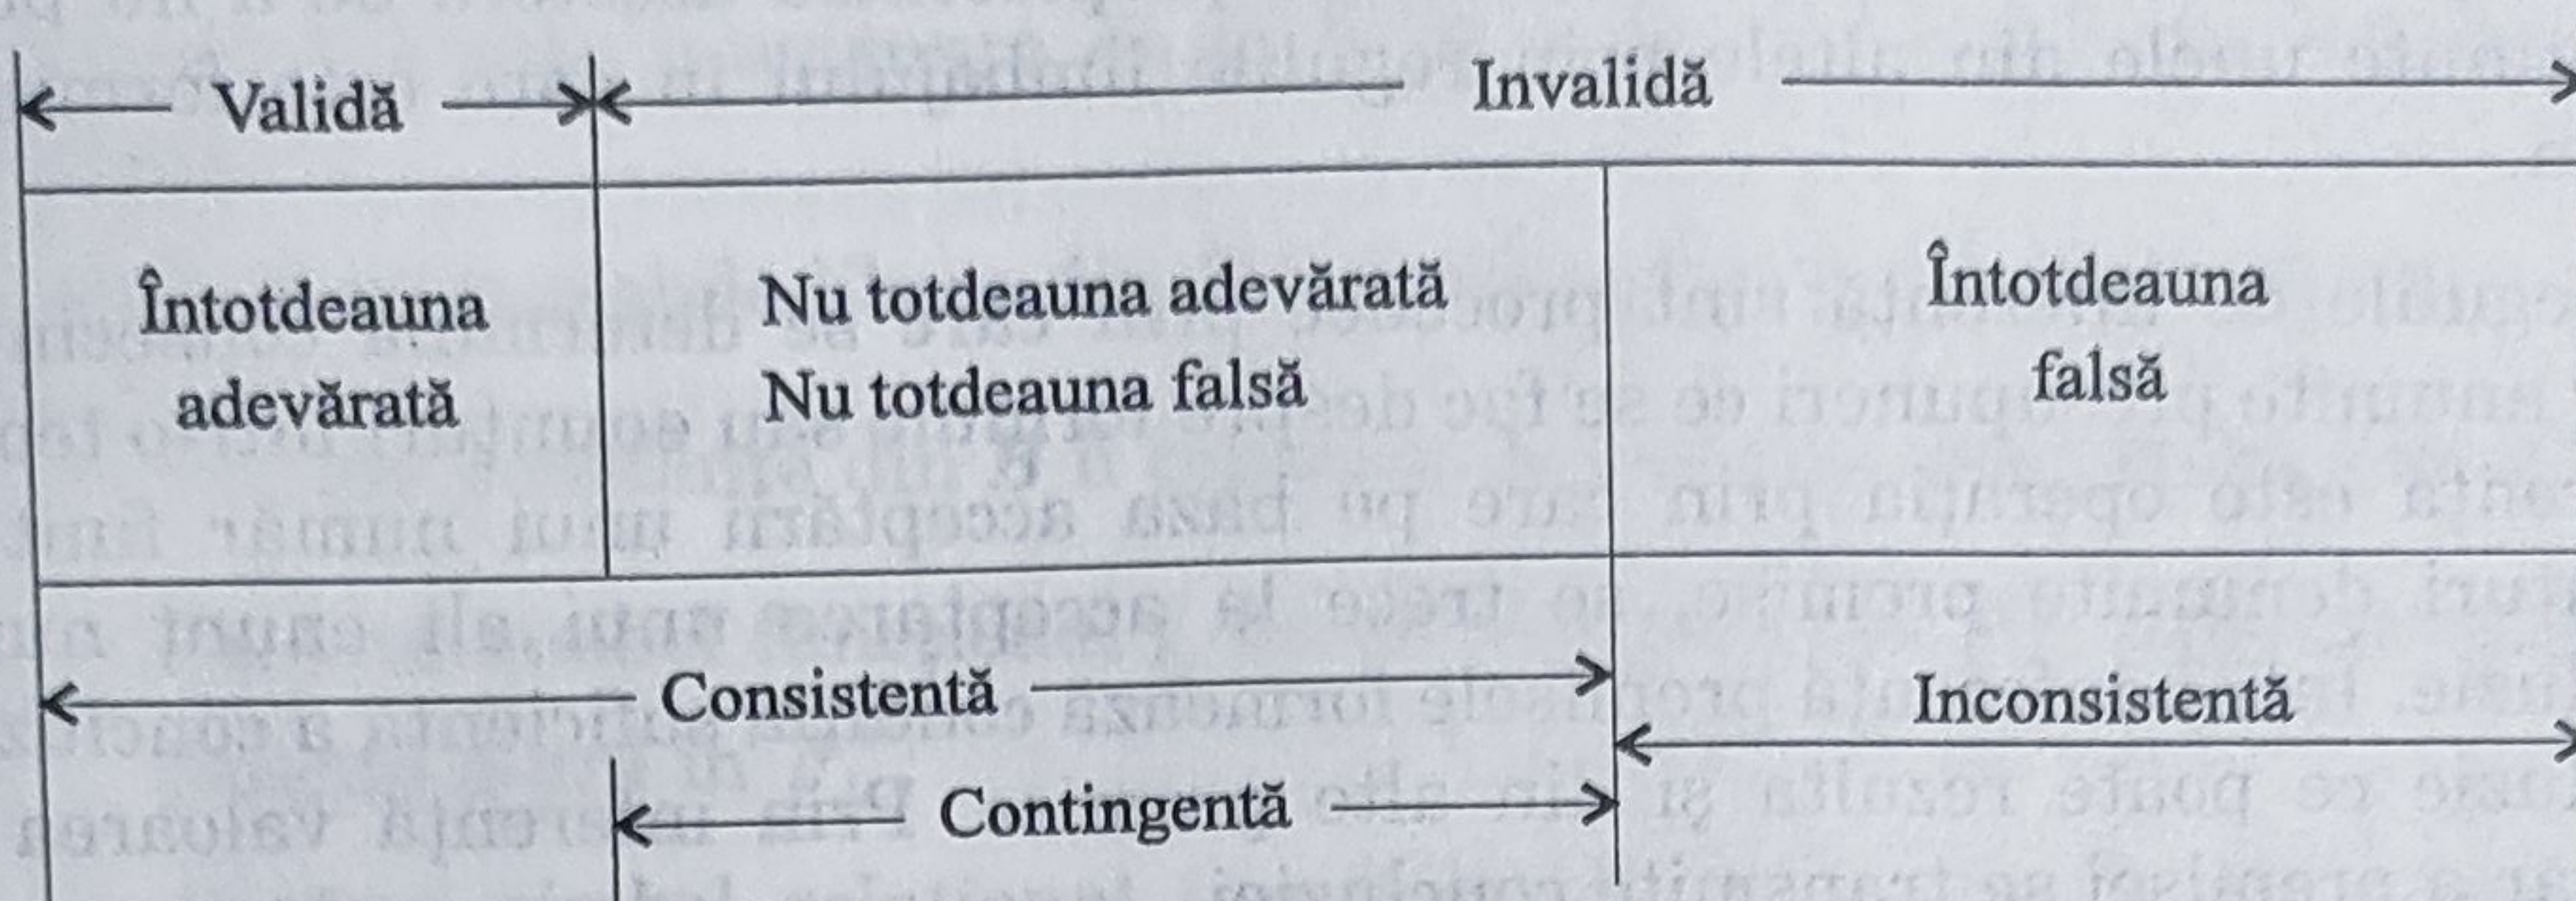 Validă Invalidă
Întotdeauna
adevărată
Nu totdeauna adevărată
Nu totdeauna falsă
Întotdeauna
falsă
Consistentă
Inconsistentă
Contingentă